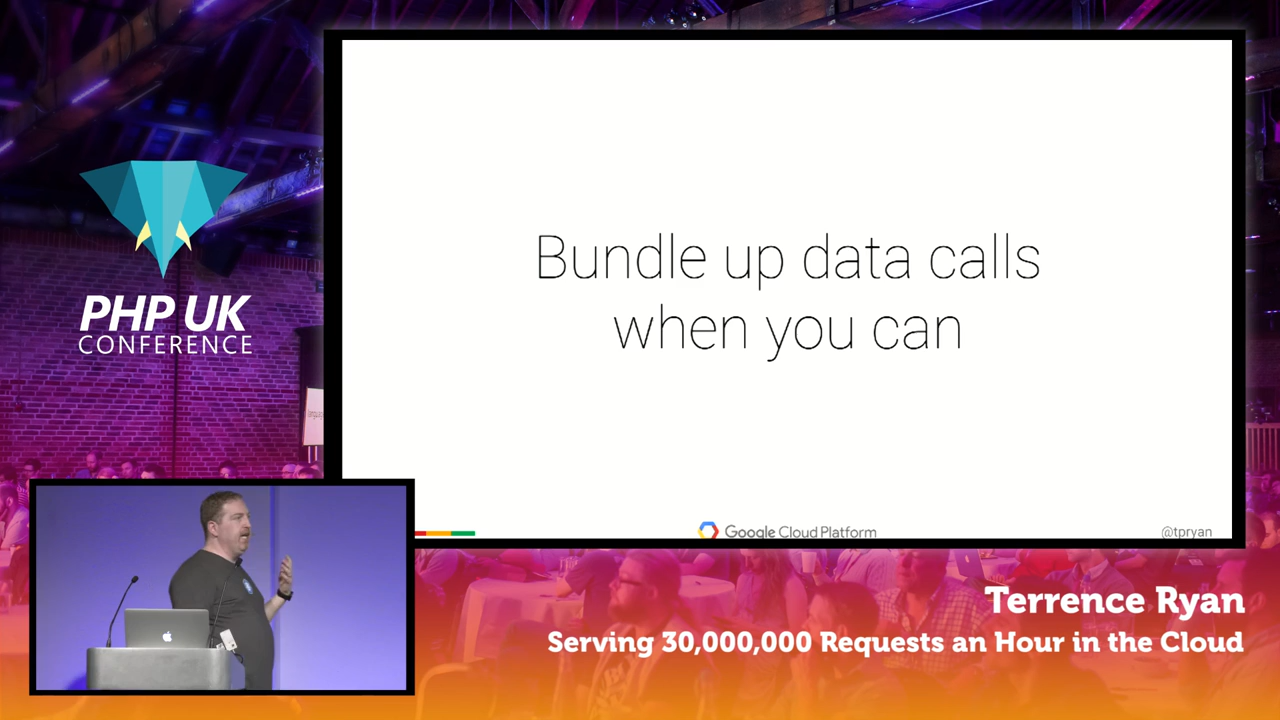 PHP UK
CONFERENCE
Bundle up data calls
when you can
Google Cloud Platform
@tpryan
Terrence Ryan
Serving 30,000,000 Requests an Hour in the Cloud